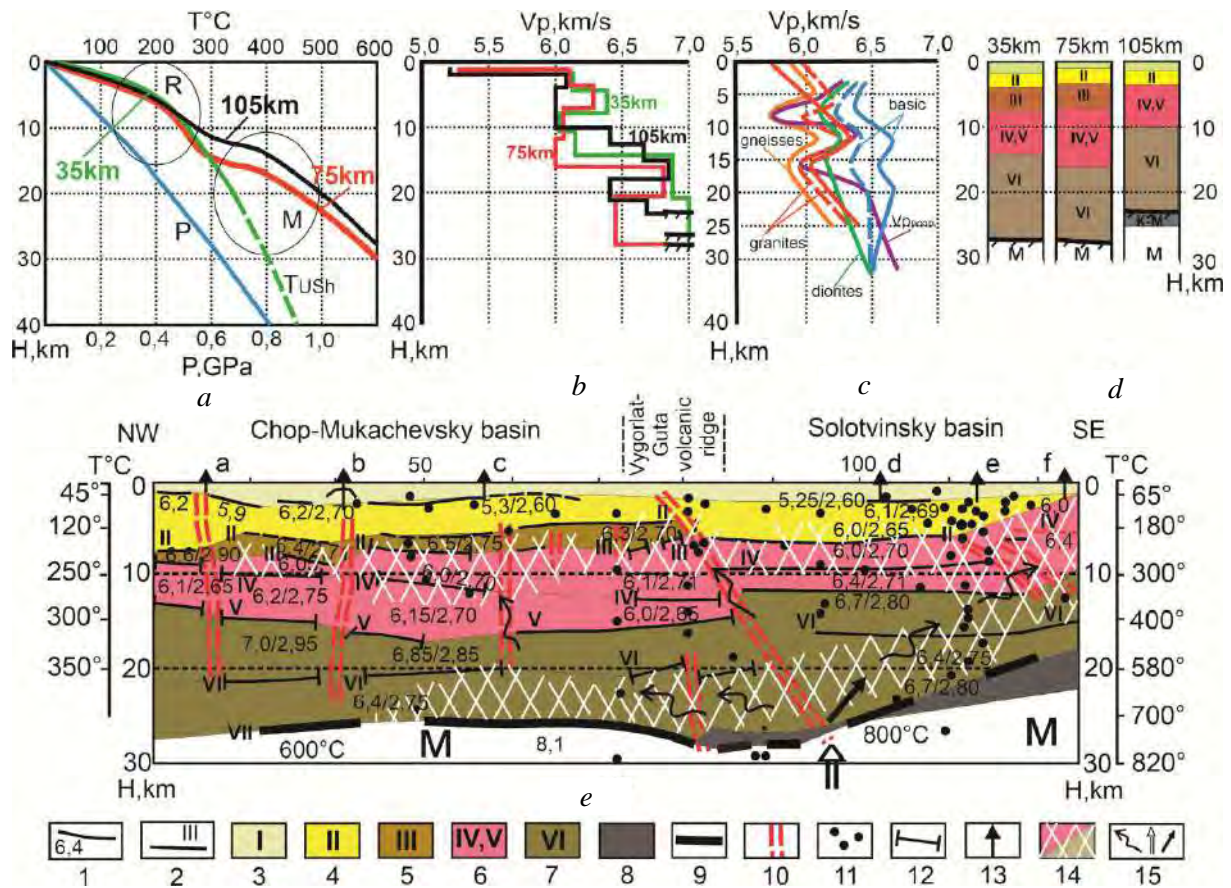 T°C
100 200 300 400 500 600
0
10
20
30
40
H,km
0,2 0,4 0,6 0,8 1,0
P,GPa
R
105km
35km
75km
P
M
TUSh
a
Vp,km/s
5,0 5,5 6,0 6,5 7,0
0
10
20
30
40
H,km
35km
105km
75km
b
Vp,km/s
5,5 6,0 6,5 7,0
0
5
10
15
20
25
30
H,km
basic
gneisses
granites
diorites
c
35km 75km 105km
0
10
20
30
II
III
IV,V
VI
M
II
III
IV,V
VI
M
II
IV,V
VI
K-M
M
0
10
20
30
H,km
d
NW
Chop-Mukachevsky basin
Vygorlat-
Guta
volcanic
ridge
Solotvinsky basin
SE
T°C
a b 50 c 100 d e f
T°C
45°
120°
250°
300°
350°
0
10
20
30
H,km
6,2 5,9 6,2/2,70 5,3/2,60 5,25/2,60 6,1/2,69 6,0
II II III 6,5/2,75 6,3/2,70 II 6,0/2,65 IV
6,6/2,90 III 6,0/2,70 II 6,4
6,1/2,65 IV 6,2/2,75 IV 6,0/2,70 6,1/2,71 III IV 6,4/2,71
V 6,15/2,70 V IV 6,7/2,80 VI
7,0/2,95 V 6,85/2,85 VI
VII VI 6,4/2,75 VI 6,4/2,75
6,7/2,80
VII 600°C M 8,1 800°C M
0
10
20
30
65°
180°
300°
400°
580°
700°
820°
H,km
e
6,4 III I II III IV,V VI
1 2 3 4 5 6 7 8 9 10 11 12 13 14 15